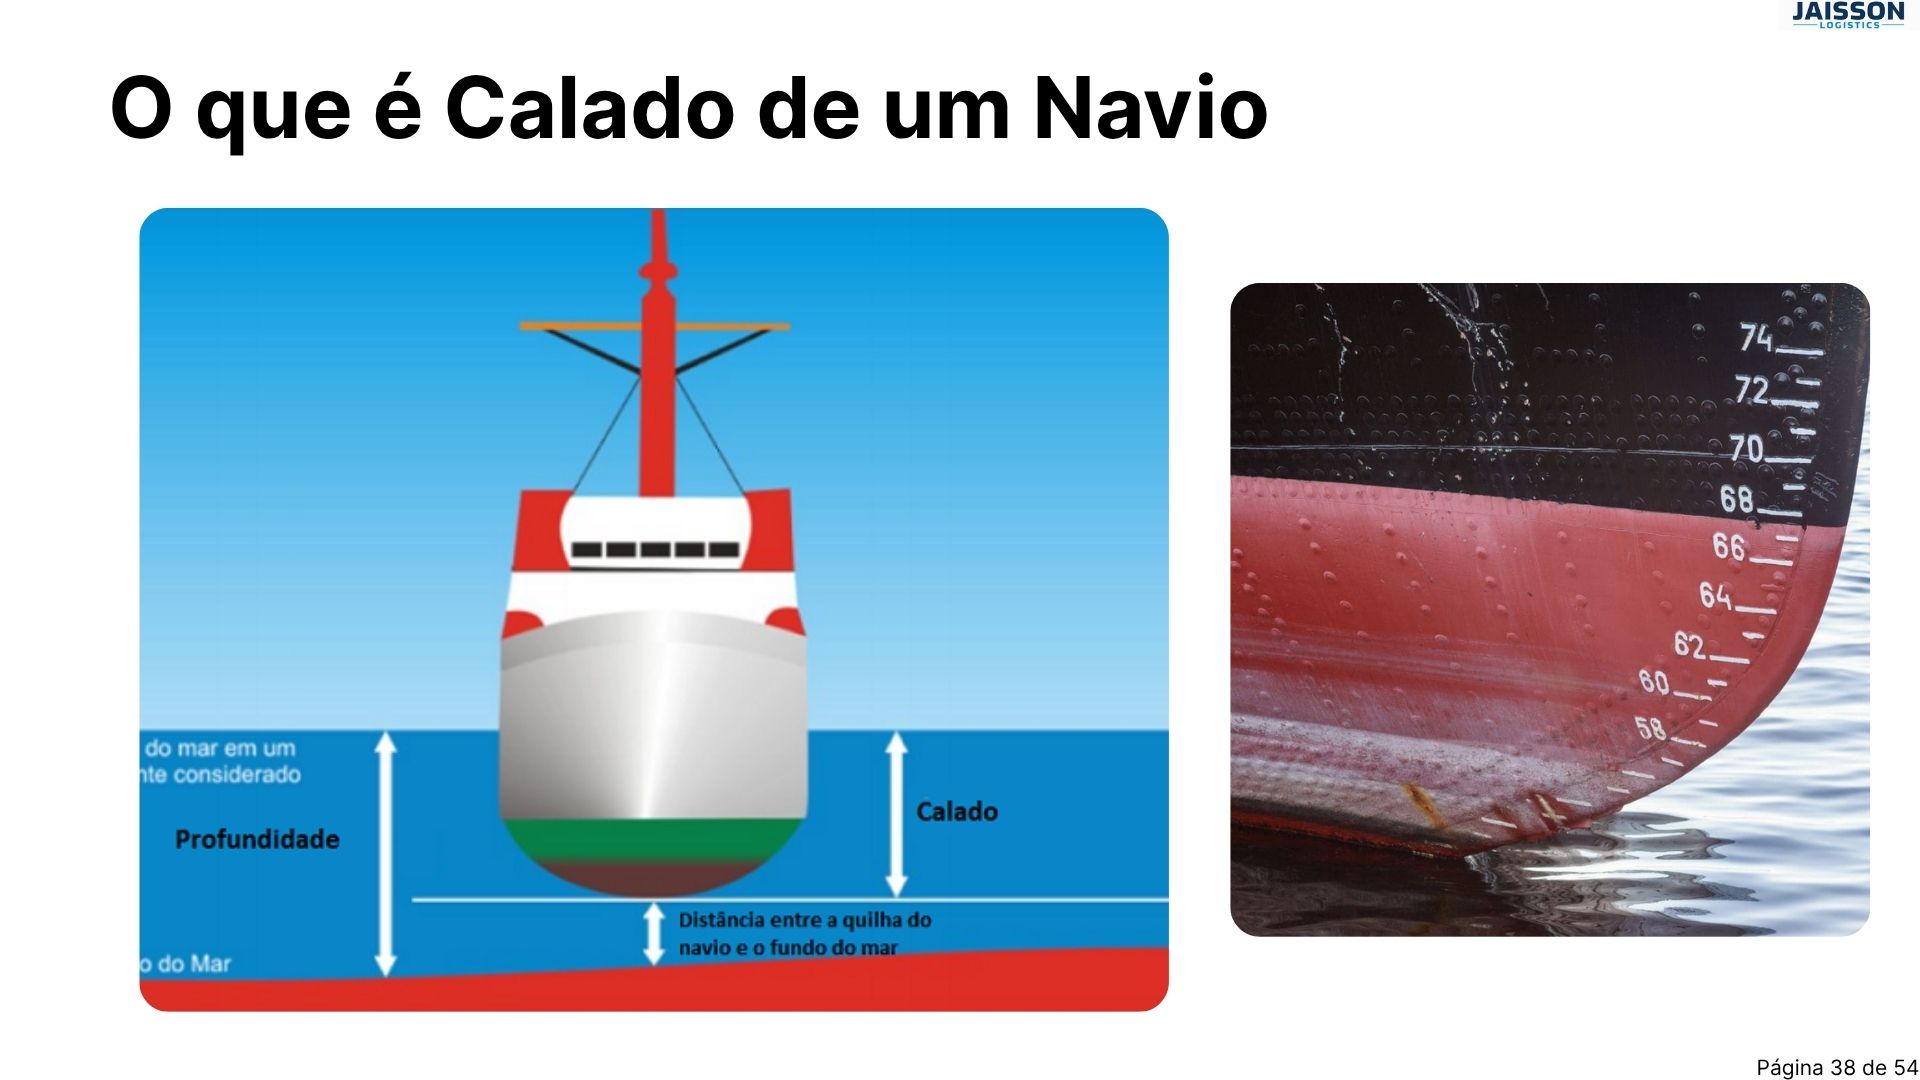 JAISSON
LOGISTICS
O que é Calado de um Navio
do mar em um
nte considerado
Profundidade
Calado
Distância entre a quilha do
navio e o fundo do mar
o do Mar
74
72
70
68
66
64
62
60
58
Página 38 de 54